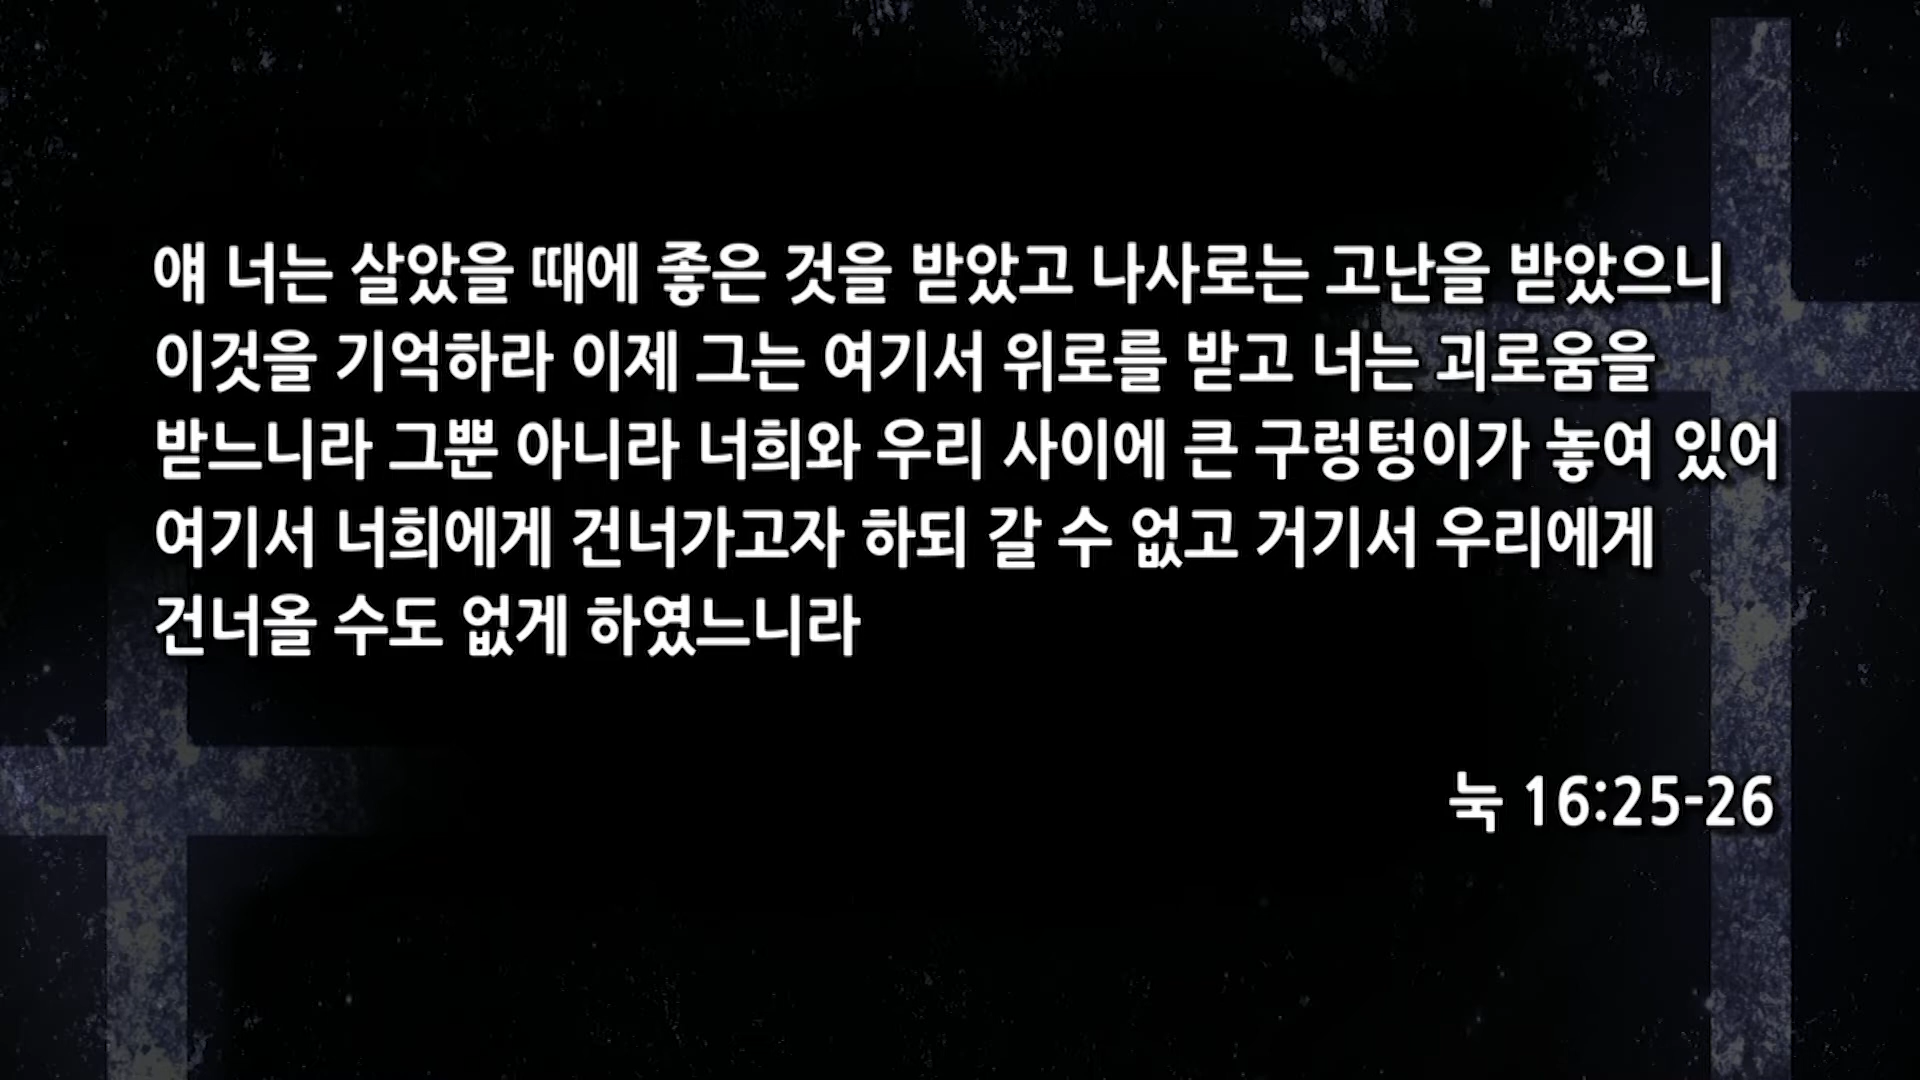 얘 너는 살았을 때에 좋은 것을 받았고 나사로는 고난을 받았으니
이것을 기억하라 이제 그는 여기서 위로를 받고 너는 괴로움을
받느니라 그뿐 아니라 너희와 우리 사이에 큰 구렁텅이가 놓여 있어
여기서 너희에게 건너가고자 하되 갈 수 없고 거기서 우리에게
건너올 수도 없게 하였느니라
눅 16:25-26